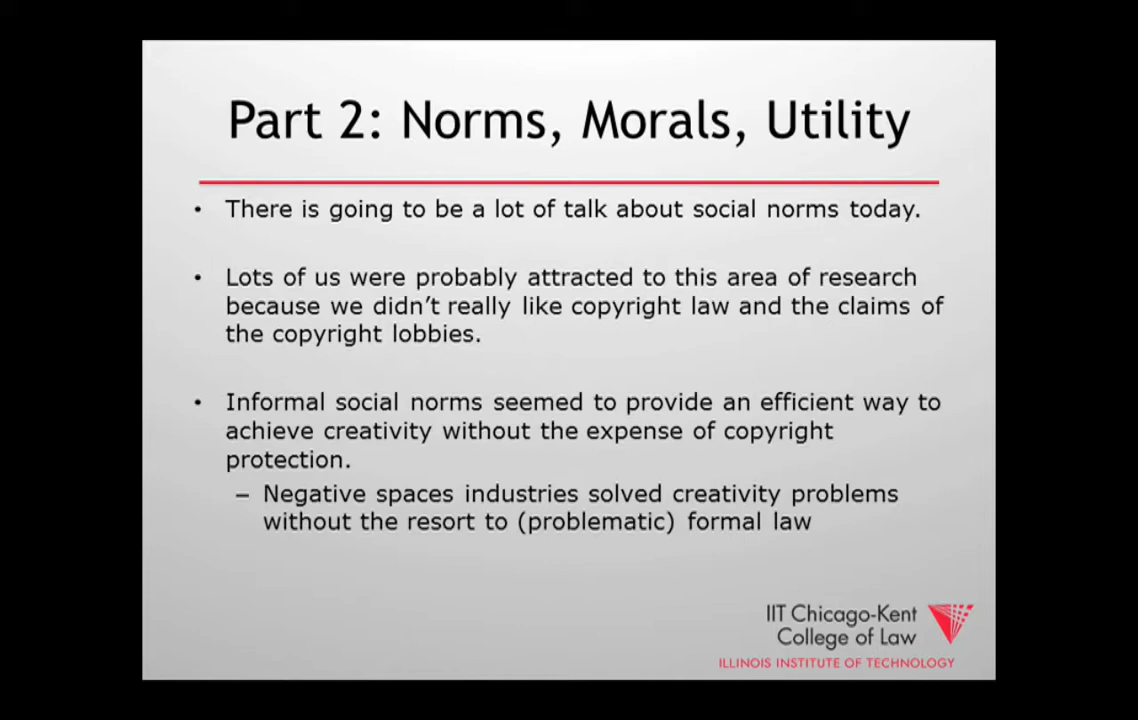 Part 2: Norms, Morals, Utility
• There is going to be a lot of talk about social norms today.
• Lots of us were probably attracted to this area of research
because we didn’t really like copyright law and the claims of
the copyright lobbies.
• Informal social norms seemed to provide an efficient way to
achieve creativity without the expense of copyright
protection.
– Negative spaces industries solved creativity problems
without the resort to (problematic) formal law
IIT Chicago-Kent
College of Law
ILLINOIS INSTITUTE OF TECHNOLOGY